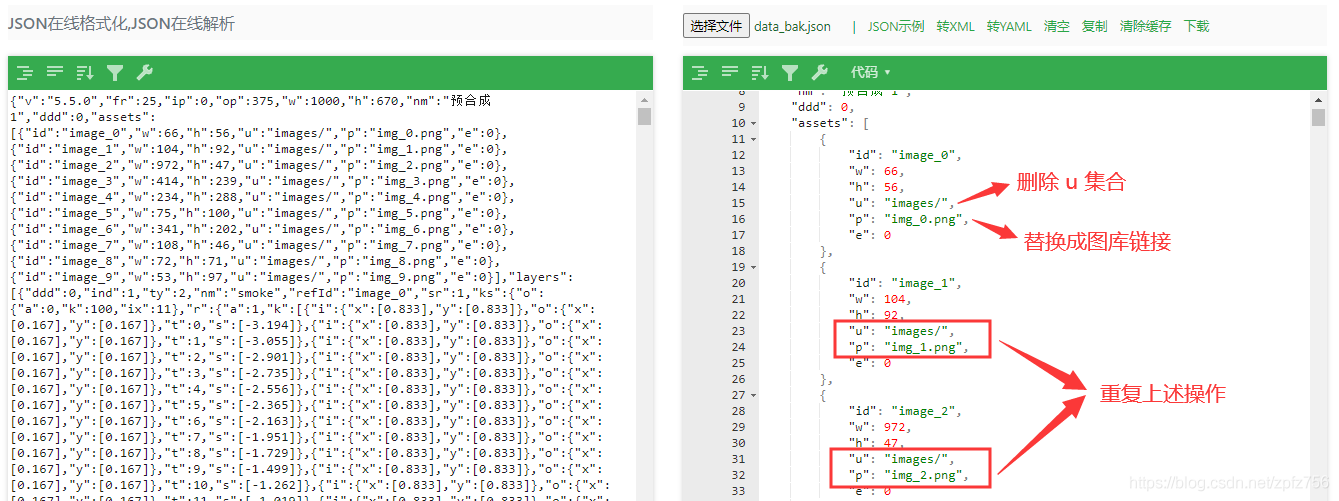 JSON在线格式化,JSON在线解析
{"v":"5.5.0","fr":25,"ip":0,"op":375,"w":1000,"h":670,"nm":"预合成
1","ddd":0,"assets":
[{"id":"image_0","w":66,"h":56,"u":"images/","p":"img_0.png","e":0},
{"id":"image_1","w":104,"h":92,"u":"images/","p":"img_1.png","e":0},
{"id":"image_2","w":972,"h":47,"u":"images/","p":"img_2.png","e":0},
{"id":"image_3","w":414,"h":239,"u":"images/","p":"img_3.png","e":0},
{"id":"image_4","w":234,"h":288,"u":"images/","p":"img_4.png","e":0},
{"id":"image_5","w":75,"h":100,"u":"images/","p":"img_5.png","e":0},
{"id":"image_6","w":341,"h":202,"u":"images/","p":"img_6.png","e":0},
{"id":"image_7","w":108,"h":46,"u":"images/","p":"img_7.png","e":0},
{"id":"image_8","w":72,"h":71,"u":"images/","p":"img_8.png","e":0},
{"id":"image_9","w":53,"h":97,"u":"images/","p":"img_9.png","e":0}],"layers":
[{"ddd":0,"ind":1,"ty":2,"nm":"smoke","refId":"image_0","sr":1,"ks":{"o":
{"a":0,"k":100,"ix":11},"r":{"a":1,"k":[{"i":{"x":[0.833],"y":[0.833]},"o":{"x":
[0.167],"y":[0.167]},"t":0,"s":[-3.194]},{"i":{"x":[0.833],"y":[0.833]},"o":{"x":
[0.167],"y":[0.167]},"t":1,"s":[-3.055]},{"i":{"x":[0.833],"y":[0.833]},"o":{"x":
[0.167],"y":[0.167]},"t":2,"s":[-2.901]},{"i":{"x":[0.833],"y":[0.833]},"o":{"x":
[0.167],"y":[0.167]},"t":3,"s":[-2.735]},{"i":{"x":[0.833],"y":[0.833]},"o":{"x":
[0.167],"y":[0.167]},"t":4,"s":[-2.556]},{"i":{"x":[0.833],"y":[0.833]},"o":{"x":
[0.167],"y":[0.167]},"t":5,"s":[-2.365]},{"i":{"x":[0.833],"y":[0.833]},"o":{"x":
[0.167],"y":[0.167]},"t":6,"s":[-2.163]},{"i":{"x":[0.833],"y":[0.833]},"o":{"x":
[0.167],"y":[0.167]},"t":7,"s":[-1.951]},{"i":{"x":[0.833],"y":[0.833]},"o":{"x":
[0.167],"y":[0.167]},"t":8,"s":[-1.729]},{"i":{"x":[0.833],"y":[0.833]},"o":{"x":
[0.167],"y":[0.167]},"t":9,"s":[-1.499]},{"i":{"x":[0.833],"y":[0.833]},"o":{"x":
[0.167],"y":[0.167]},"t":10,"s":[-1.262]},{"i":{"x":[0.833],"y":[0.833]},"o":{"x":
[0.167],"y":[0.167]},"t":11,"s":[-1.019]},{"i":{"x":[0.833],"y":[0.833]},"o":{"x":
选择文件 data_bak.json | JSON示例 转XML 转YAML 清空 复制 清除缓存 下载
代码
8 "nm": "预合成 1",
9 "ddd": 0,
10 "assets": [
11 {
12 "id": "image_0",
13 "w": 66,
14 "h": 56,
15 "u": "images/",
16 "p": "img_0.png",
17 "e": 0
18 },
19 {
20 "id": "image_1",
21 "w": 104,
22 "h": 92,
23 "u": "images/",
24 "p": "img_1.png",
25 "e": 0
26 },
27 {
28 "id": "image_2",
29 "w": 972,
30 "h": 47,
31 "u": "images/",
32 "p": "img_2.png",
33 "e": 0
删除 u 集合
替换成图库链接
重复上述操作
https://blog.csdn.net/zpfz756